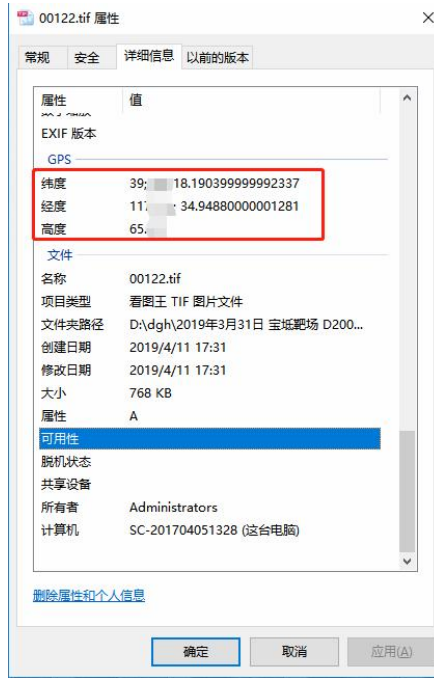 00122.tif 属性
常规 安全 详细信息 以前的版本
属性 值
EXIF 版本
GPS
纬度 39; 18.190399999992337
经度 117 34.94880000001281
高度 65.
文件
名称 00122.tif
项目类型 看图王 TIF 图片文件
文件夹路径 D:\dgh\2019年3月31日 宝坻靶场 D200...
创建日期 2019/4/11 17:31
修改日期 2019/4/11 17:31
大小 768 KB
属性 A
可用性
脱机状态
共享设备
所有者 Administrators
计算机 SC-201704051328 (这台电脑)
删除属性和个人信息
确定 取消 应用(A)